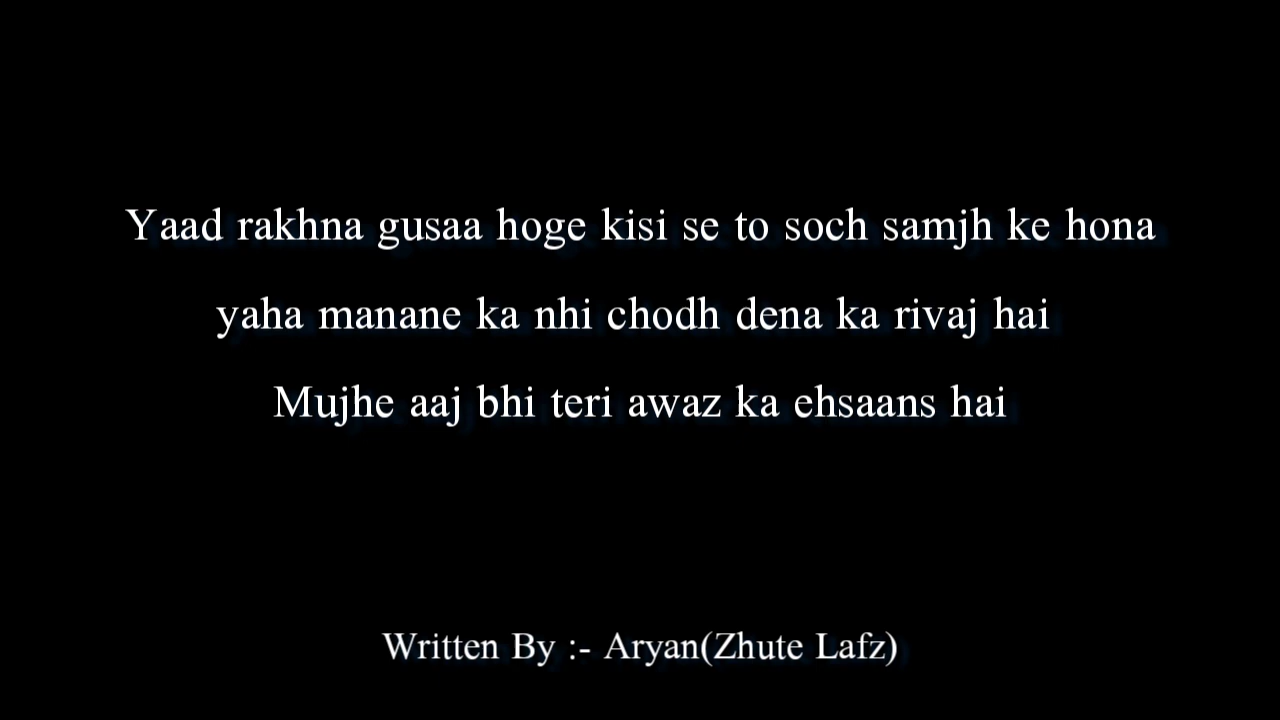 Yaad rakhna gusaa hoge kisi se to soch samjh ke hona
yaha manane ka nhi chodh dena ka rivaj hai
Mujhe aaj bhi teri awaz ka ehsaans hai
Written By :- Aryan(Zhute Lafz)